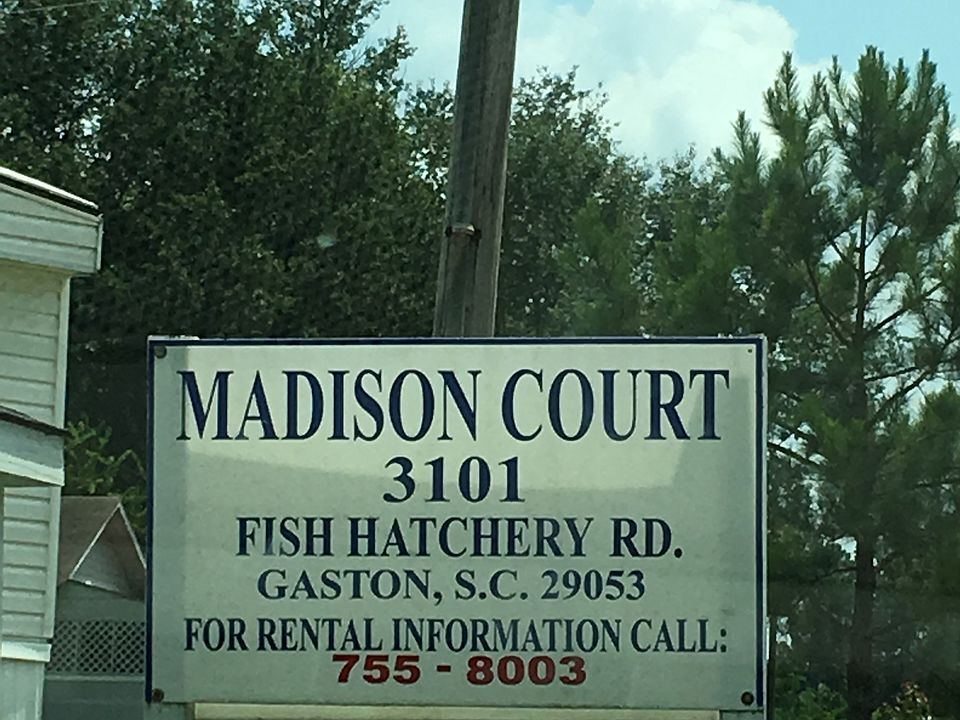 MADISON COURT
3101
FISH HATCHERY RD.
GASTON, S.C. 29053
FOR RENTAL INFORMATION CALL:
755 - 8003